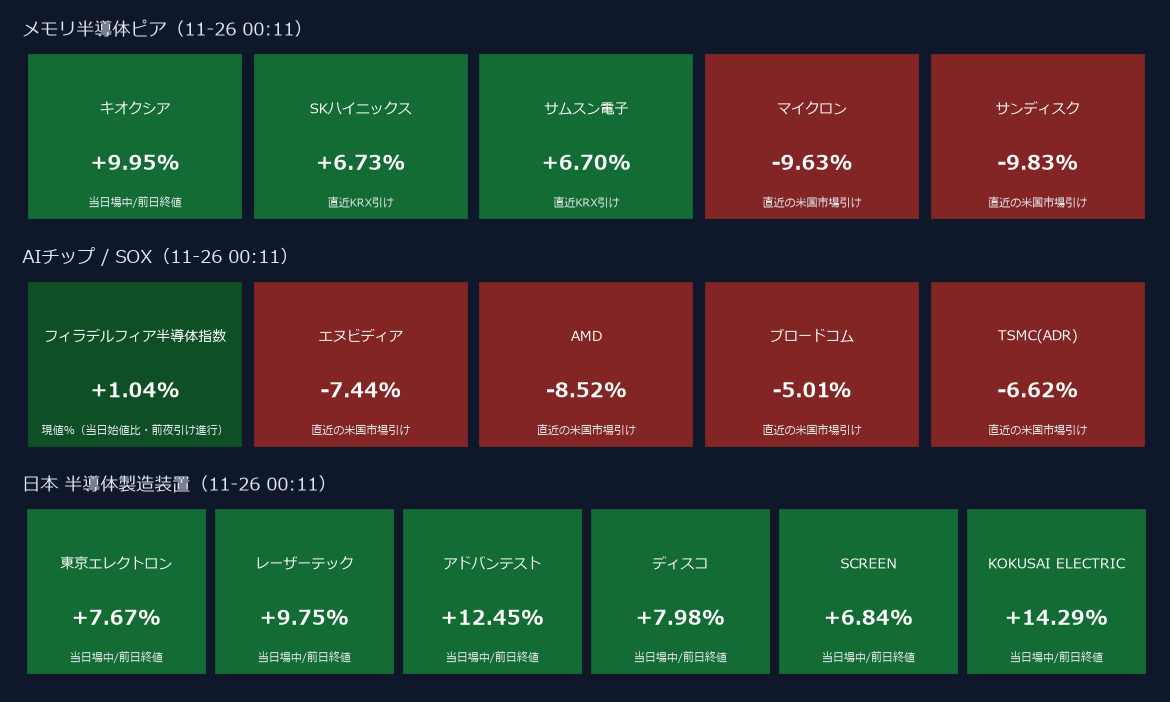 メモリ半導体ピア（11-26 00:11）
キオクシア
+9.95%
当日場中/前日終値
SKハイニックス
+6.73%
直近KRX引け
サムスン電子
+6.70%
直近KRX引け
マイクロン
-9.63%
直近の米国市場引け
サンディスク
-9.83%
直近の米国市場引け
AIチップ / SOX（11-26 00:11）
フィラデルフィア半導体指数
+1.04%
現値%（当日始値比・前夜引け進行）
エヌビディア
-7.44%
直近の米国市場引け
AMD
-8.52%
直近の米国市場引け
ブロードコム
-5.01%
直近の米国市場引け
TSMC(ADR)
-6.62%
直近の米国市場引け
日本 半導体製造装置（11-26 00:11）
東京エレクトロン
+7.67%
当日場中/前日終値
レーザーテック
+9.75%
当日場中/前日終値
アドバンテスト
+12.45%
当日場中/前日終値
ディスコ
+7.98%
当日場中/前日終値
SCREEN
+6.84%
当日場中/前日終値
KOKUSAI ELECTRIC
+14.29%
当日場中/前日終値